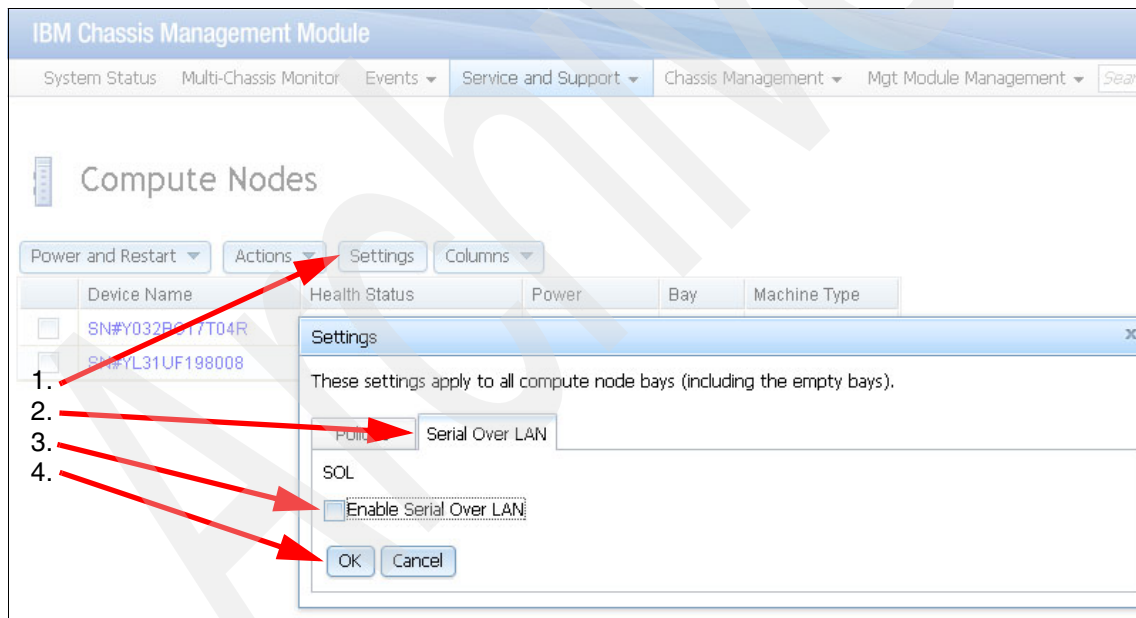 IBM Chassis Management Module
System Status Multi-Chassis Monitor Events Service and Support Chassis Management Mgt Module Management Sear
Compute Nodes
Power and Restart Actions Settings Columns
Device Name Health Status Power Bay Machine Type
SN#YL31UF198008
Settings x
These settings apply to all compute node bays (including the empty bays).
1.
2.
3.
4.
Serial Over LAN
SOL
Enable Serial Over LAN
OK Cancel